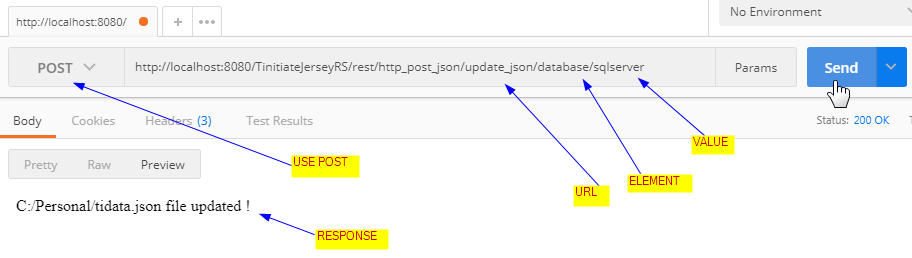 http://localhost:8080/
No Environment
POST
http://localhost:8080/TinitiateJerseyRS/rest/http_post_json/update_json/database/sqlserver
Params
Send
Body
Cookies
Headers (3)
Test Results
Status: 200 OK
VALUE
Pretty
Raw
Preview
USE POST
ELEMENT
URL
C:/Personal/tidata.json file updated !
RESPONSE